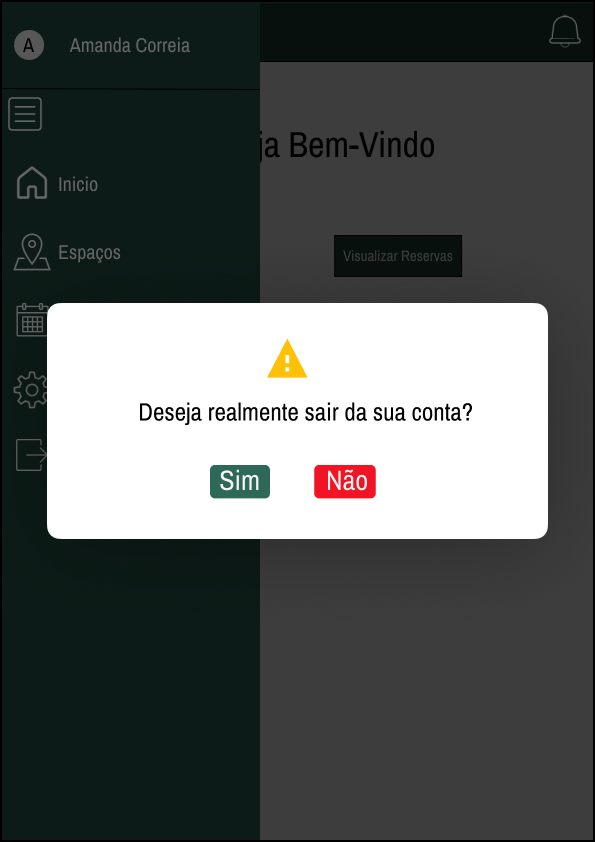 A Amanda Correia
ja Bem-Vindo
Inicio
Espaços
Visualizar Reservas
Deseja realmente sair da sua conta?
Sim Não